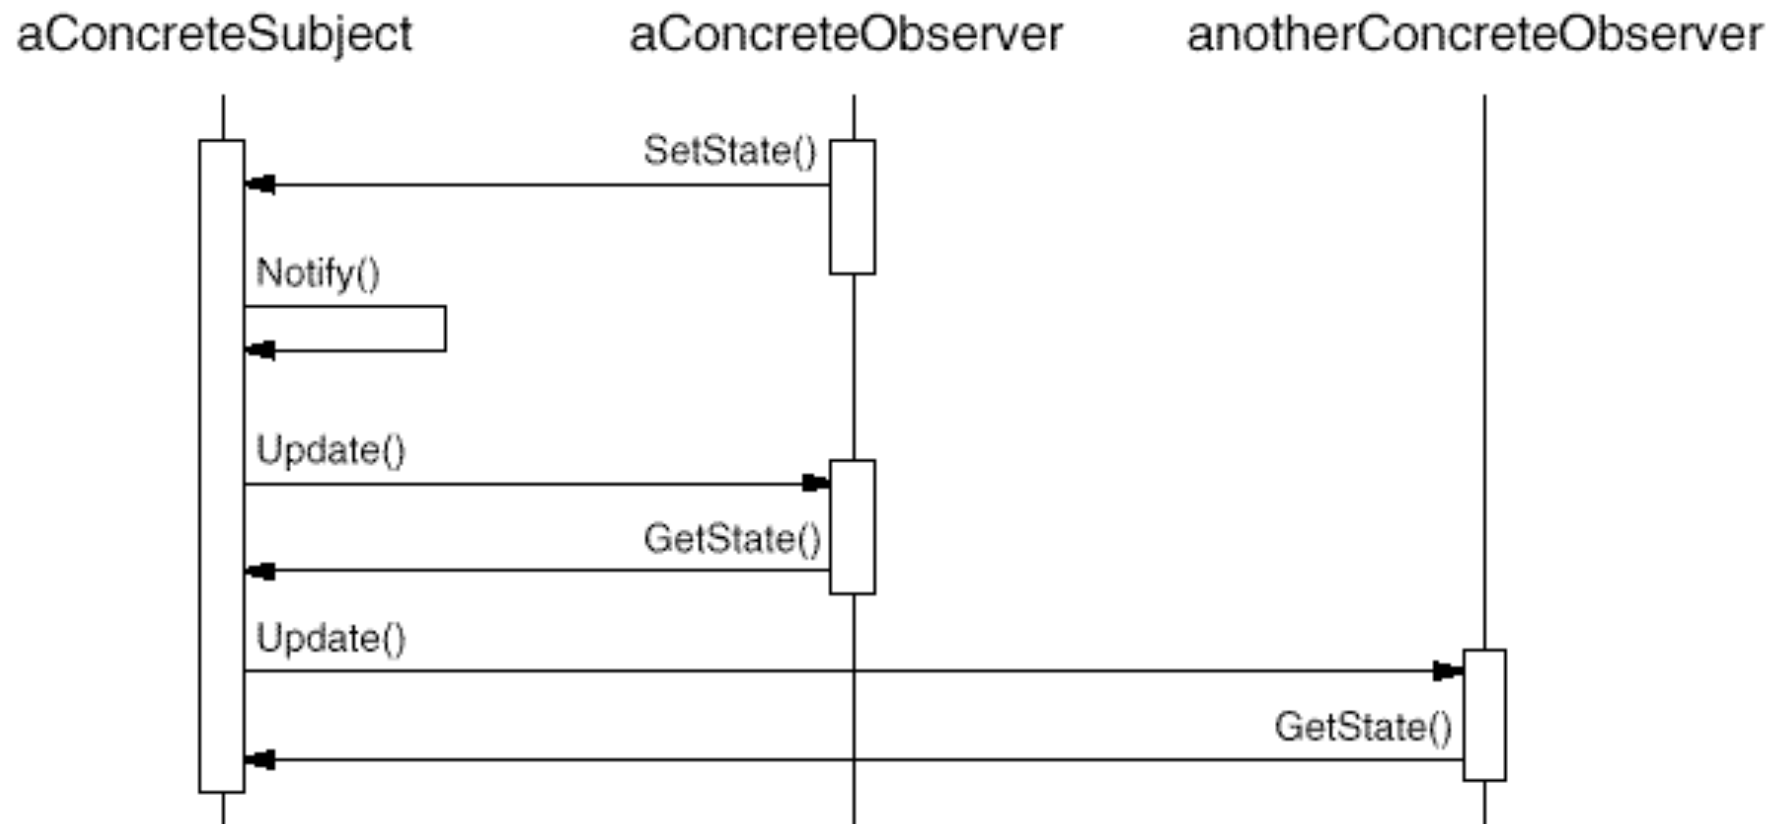 aConcreteSubject aConcreteObserver anotherConcreteObserver
SetState()
Notify()
Update()
GetState()
Update()
GetState()